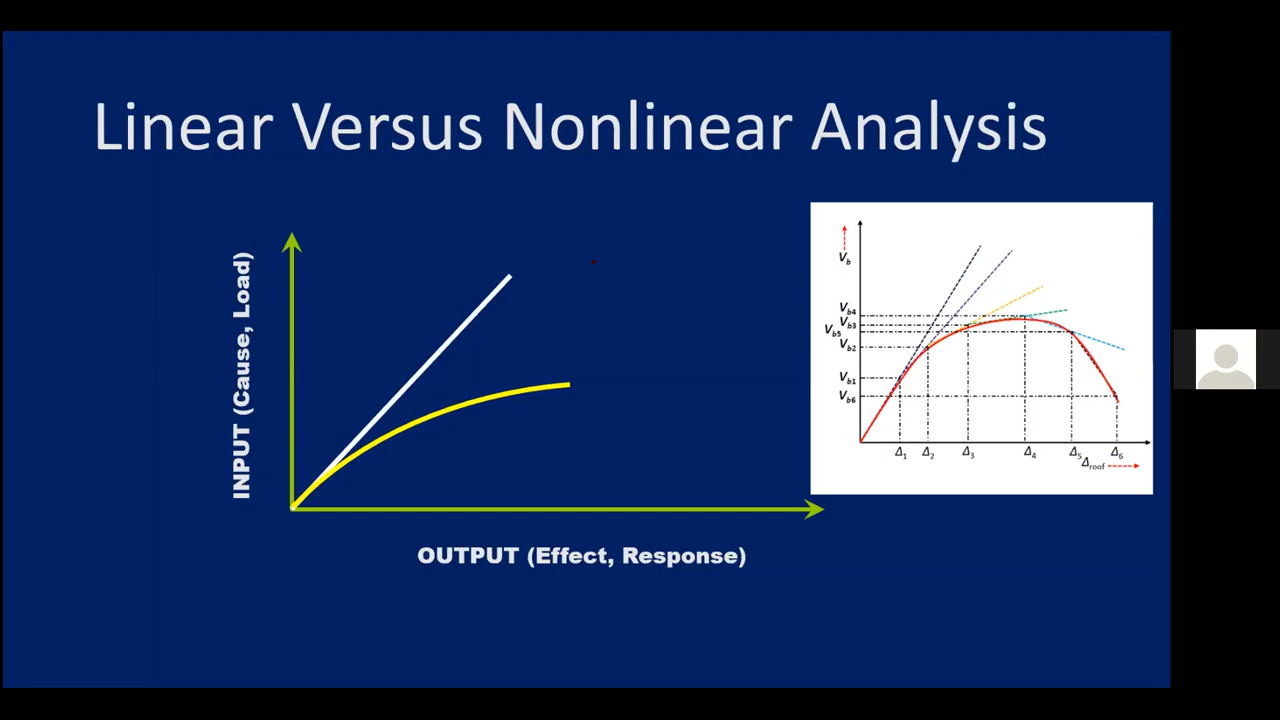 Linear Versus Nonlinear Analysis
INPUT (Cause, Load)
OUTPUT (Effect, Response)
Vb
Vb4
Vb3
Vb5
Vb2
Vb1
Vb6
Δ1 Δ2 Δ3 Δ4 Δ5 Δ6
Δroof